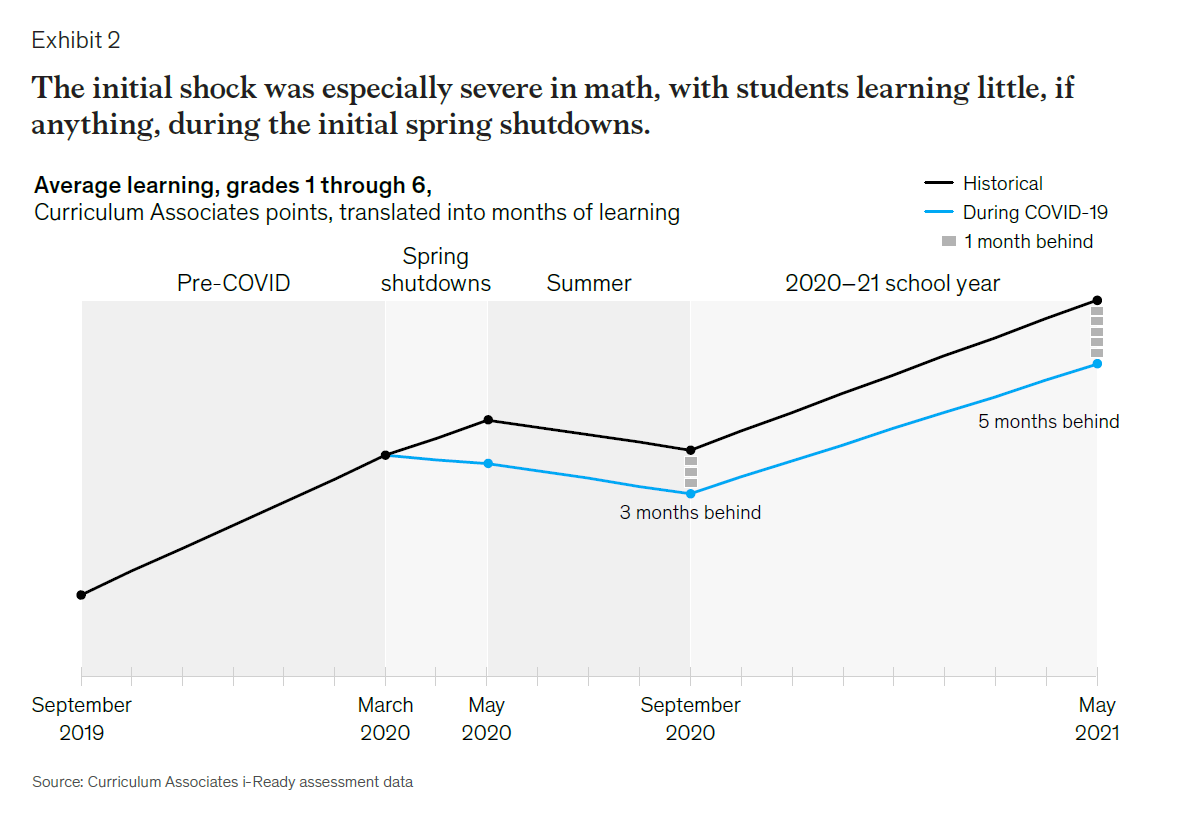 Exhibit 2
The initial shock was especially severe in math, with students learning little, if
anything, during the initial spring shutdowns.
Average learning, grades 1 through 6,
Curriculum Associates points, translated into months of learning
Historical
During COVID-19
1 month behind
Pre-COVID
Spring
shutdowns
Summer
2020–21 school year
5 months behind
3 months behind
September
2019
March
2020
May
2020
September
2020
May
2021
Source: Curriculum Associates i-Ready assessment data